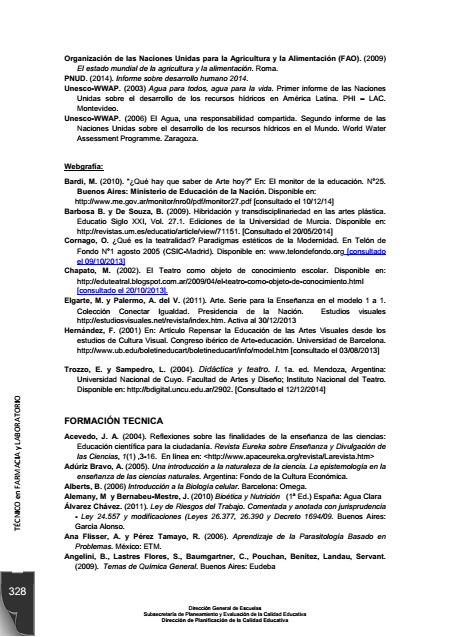 Organización de las Naciones Unidas para la Agricultura y la Alimentación (FAO). (2009)
El estado mundial de la agricultura y la alimentación. Roma.
PNUD. (2014). Informe sobre desarrollo humano 2014.
Unesco-WWAP. (2003) Agua para todos, agua para la vida. Primer informe de las Naciones
Unidas sobre el desarrollo de los recursos hídricos en América Latina. PHI – LAC.
Montevideo.
Unesco-WWAP. (2006) El Agua, una responsabilidad compartida. Segundo informe de las
Naciones Unidas sobre el desarrollo de los recursos hídricos en el Mundo. World Water
Assessment Programme. Zaragoza.
Webgrafía:
Bardi, M. (2010). "¿Qué hay que saber de Arte hoy?" En: El monitor de la educación. N°25.
Buenos Aires: Ministerio de Educación de la Nación. Disponible en:
http://www.me.gov.ar/monitor/nro0/pdf/monitor27.pdf [consultado el 10/12/14]
Barbosa B. y De Souza, B. (2009). Hibridación y transdisciplinariedad en las artes plástica.
Educatio Siglo XXI, Vol. 27.1. Ediciones de la Universidad de Murcia. Disponible en:
http://revistas.um.es/educatio/article/view/71151. [Consultado el 20/05/2014]
Cornago, O. ¿Qué es la teatralidad? Paradigmas estéticos de la Modernidad. En Telón de
Fondo N°1 agosto 2005 (CSIC-Madrid). Disponible en: www.telondefondo.org [consultado
el 09/10/2013]
Chapato, M. (2002). El Teatro como objeto de conocimiento escolar. Disponible en:
http://eduteatral.blogspot.com.ar/2009/04/el-teatro-como-objeto-de-conocimiento.html
[consultado el 20/10/2013].
Elgarte, M. y Palermo, A. del V. (2011). Arte. Serie para la Enseñanza en el modelo 1 a 1.
Colección Conectar Igualdad. Presidencia de la Nación. Estudios visuales
http://estudiosvisuales.net/revista/index.htm. Activa al 30/12/2013
Hernández, F. (2001) En: Artículo Repensar la Educación de las Artes Visuales desde los
estudios de Cultura Visual. Congreso ibérico de Arte-educación. Universidad de Barcelona.
http://www.ub.edu/boletineducart/boletineducart/info/model.htm [consultado el 03/08/2013]
Trozzo, E. y Sampedro, L. (2004). Didáctica y teatro. I. 1a. ed. Mendoza, Argentina:
Universidad Nacional de Cuyo. Facultad de Artes y Diseño; Instituto Nacional del Teatro.
Disponible en: http://bdigital.uncu.edu.ar/2902. [Consultado el 12/12/2014]
FORMACIÓN TECNICA
Acevedo, J. A. (2004). Reflexiones sobre las finalidades de la enseñanza de las ciencias:
Educación científica para la ciudadanía. Revista Eureka sobre Enseñanza y Divulgación de
las Ciencias, 1(1) ,3-16. En línea en: <http://www.apaceureka.org/revista/Larevista.htm>
Adúriz Bravo, A. (2005). Una introducción a la naturaleza de la ciencia. La epistemología en la
enseñanza de las ciencias naturales. Argentina: Fondo de la Cultura Económica.
Alberts, B. (2006) Introducción a la Biología celular. Barcelona: Omega.
Alemany, M y Bernabeu-Mestre, J. (2010) Bioética y Nutrición (1ª Ed.) España: Agua Clara
Álvarez Chávez. (2011). Ley de Riesgos del Trabajo. Comentada y anotada con jurisprudencia
- Ley 24.557 y modificaciones (Leyes 26.377, 26.390 y Decreto 1694/09. Buenos Aires:
García Alonso.
Ana Flisser, A. y Pérez Tamayo, R. (2006). Aprendizaje de la Parasitología Basado en
Problemas. México: ETM.
Angelini, B., Lastres Flores, S., Baumgartner, C., Pouchan, Benitez, Landau, Servant.
(2009). Temas de Química General. Buenos Aires: Eudeba
TÉCNICO en FARMACIA y LABORATORIO
328
Dirección General de Escuelas
Subsecretaría de Planeamiento y Evaluación de la Calidad Educativa
Dirección de Planificación de la Calidad Educativa